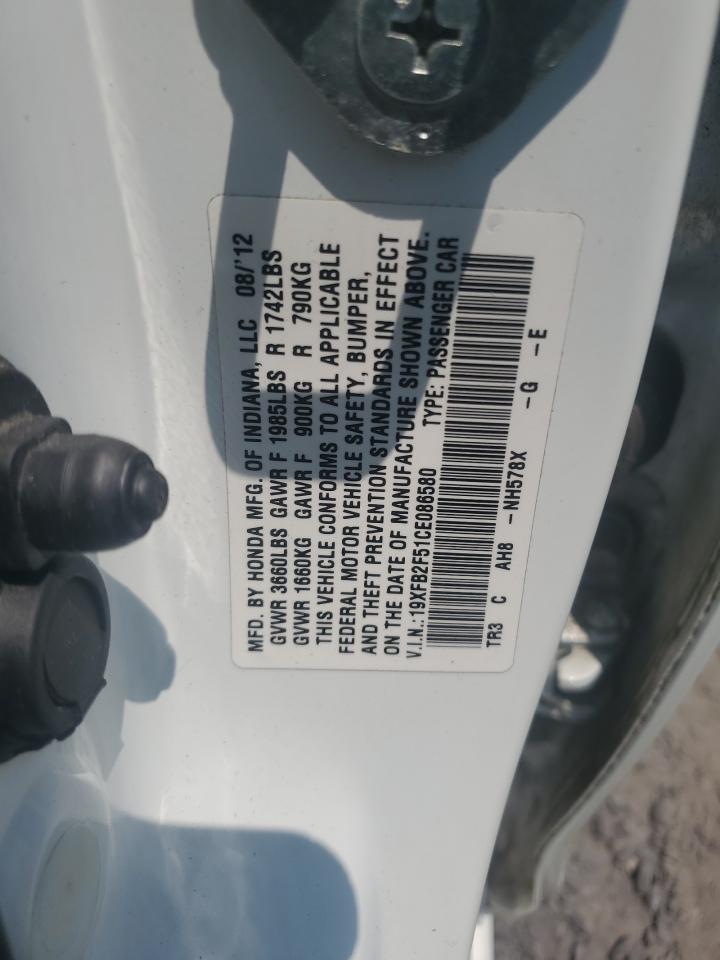 MFD. BY HONDA MFG. OF INDIANA, LLC 08/'12
GVWR 3660LBS GAWR F 1985LBS R 1742LBS
GVWR 1660KG GAWR F 900KG R 790KG
THIS VEHICLE CONFORMS TO ALL APPLICABLE
FEDERAL MOTOR VEHICLE SAFETY, BUMPER,
AND THEFT PREVENTION STANDARDS IN EFFECT
ON THE DATE OF MANUFACTURE SHOWN ABOVE.
V.I.N.:19XFB2F51CE086580 TYPE: PASSENGER CAR
TR3 C AH8 -NH578X -G -E